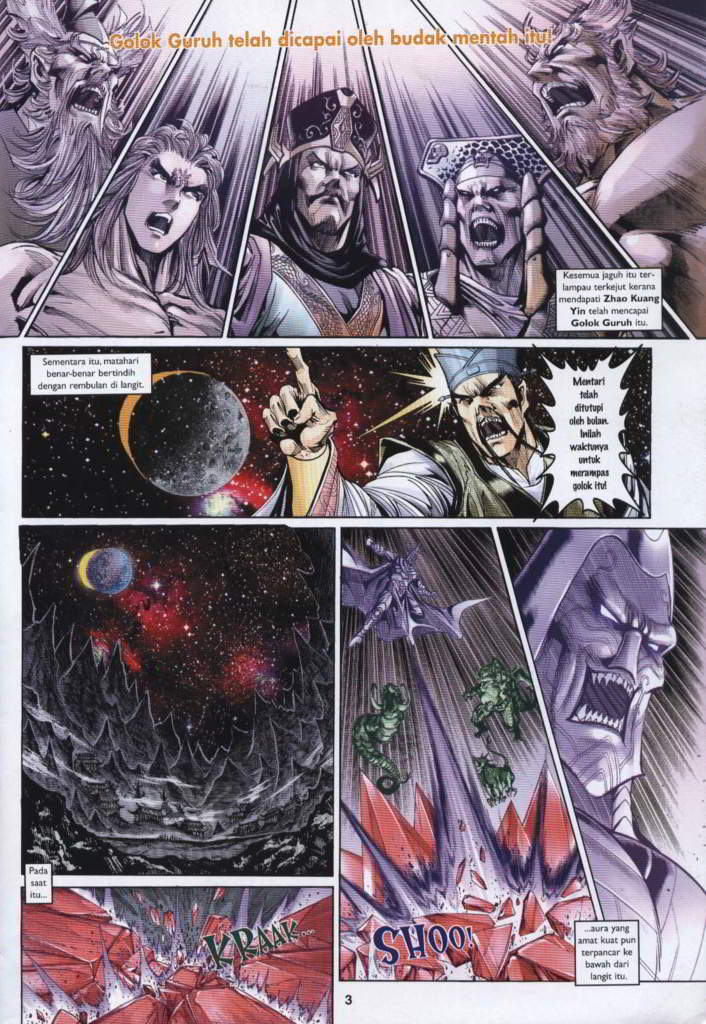 Golok Guruh telah dicapai oleh budak mentah itu!
Kesemua jaguh itu ter-
lampau terkejut kerana
mendapati Zhao Kuang
Yin telah mencapai
Golok Guruh itu.
Sementara itu, matahari
benar-benar bertindih
dengan rembulan di langit.
Mentari
telah
ditutupi
oleh bulan.
Inilah
waktunya
untuk
merampas
golok itu!
Pada
saat
itu...
KRAAK...
SHOO!
...aura yang
amat kuat pun
terpancar ke
bawah dari
langit itu.
3